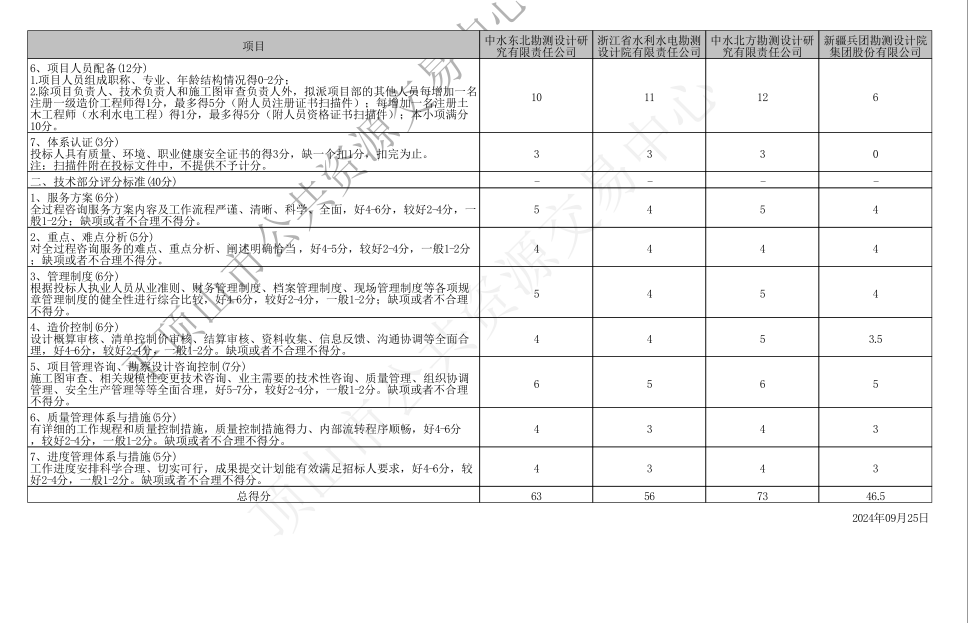 项目
中水东北勘测设计研
究有限责任公司
浙江省水利水电勘测
设计院有限责任公司
中水北方勘测设计研
究有限责任公司
新疆兵团勘测设计院
集团股份有限公司
6、项目人员配备(12分)
1.项目人员组成职称、专业、年龄结构情况得0-2分;
2.除项目负责人、技术负责人和施工图审查负责人外, 拟派项目部的其他人员每增加一名
注册一级造价工程师得1分, 最多得5分（附人员注册证书扫描件）; 每增加一名注册土
木工程师（水利水电工程）得1分, 最多得5分（附人员资格证书扫描件）; 本小项满分
10分。
10
11
12
6
7、体系认证(3分)
投标人具有质量、环境、职业健康安全证书的得3分, 缺一个扣1分, 扣完为止。
注: 扫描件附在投标文件中, 不提供不予计分。
3
3
3
0
二、技术部分评分标准(40分)
–
–
–
–
1、服务方案(6分)
全过程咨询服务方案内容及工作流程严谨、清晰、科学、全面, 好4-6分, 较好2-4分, 一
般1-2分; 缺项或者不合理不得分。
5
4
5
4
2、重点、难点分析(5分)
对全过程咨询服务的难点、重点分析、阐述明确恰当, 好4-5分, 较好2-4分, 一般1-2分
; 缺项或者不合理不得分。
4
4
4
4
3、管理制度(6分)
根据投标人执业人员从业准则、财务管理制度、档案管理制度、现场管理制度等各项规
章管理制度的健全性进行综合比较, 好4-6分, 较好2-4分, 一般1-2分; 缺项或者不合理
不得分。
5
4
5
4
4、造价控制(6分)
设计概算审核、清单控制价审核、结算审核、资料收集、信息反馈、沟通协调等全面合
理, 好4-6分, 较好2-4分, 一般1-2分。缺项或者不合理不得分。
4
4
5
3.5
5、项目管理咨询、勘察设计咨询控制(7分)
施工图审查、相关规模性变更技术咨询、业主需要的技术性咨询、质量管理、组织协调
管理、安全生产管理等等全面合理, 好5-7分, 较好2-4分, 一般1-2分。缺项或者不合理
不得分。
6
5
6
5
6、质量管理体系与措施(5分)
有详细的工作规程和质量控制措施, 质量控制措施得力、内部流转程序顺畅, 好4-6分
, 较好2-4分, 一般1-2分。缺项或者不合理不得分。
4
3
4
3
7、进度管理体系与措施(5分)
工作进度安排科学合理、切实可行, 成果提交计划能有效满足招标人要求, 好4-6分, 较
好2-4分, 一般1-2分。缺项或者不合理不得分。
4
3
4
3
总得分
63
56
73
46.5
2024年09月25日
顶山市公共资源交易中心
顶山市公共资源交易中心